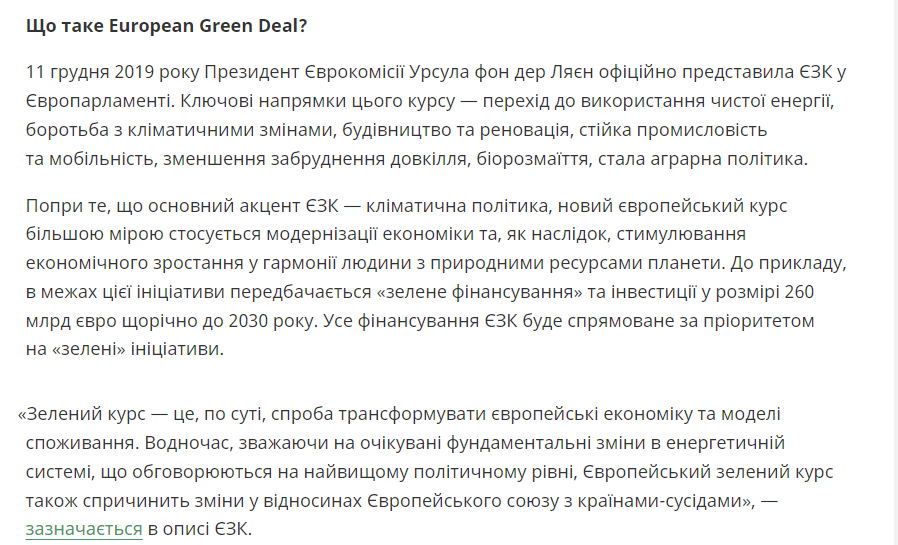 Що таке European Green Deal?
11 грудня 2019 року Президент Єврокомісії Урсула фон дер Ляєн офіційно представила ЄЗК у
Європарламенті. Ключові напрямки цього курсу — перехід до використання чистої енергії,
боротьба з кліматичними змінами, будівництво та реновація, стійка промисловість
та мобільність, зменшення забруднення довкілля, біорозмаїття, стала аграрна політика.
Попри те, що основний акцент ЄЗК — кліматична політика, новий європейський курс
більшою мірою стосується модернізації економіки та, як наслідок, стимулювання
економічного зростання у гармонії людини з природними ресурсами планети. До прикладу,
в межах цієї ініціативи передбачається «зелене фінансування» та інвестиції у розмірі 260
млрд євро щорічно до 2030 року. Усе фінансування ЄЗК буде спрямоване за пріоритетом
на «зелені» ініціативи.
«Зелений курс — це, по суті, спроба трансформувати європейські економіку та моделі
споживання. Водночас, зважаючи на очікувані фундаментальні зміни в енергетичній
системі, що обговорюються на найвищому політичному рівні, Європейський зелений курс
також спричинить зміни у відносинах Європейського союзу з країнами-сусідами», —
зазначається в описі ЄЗК.